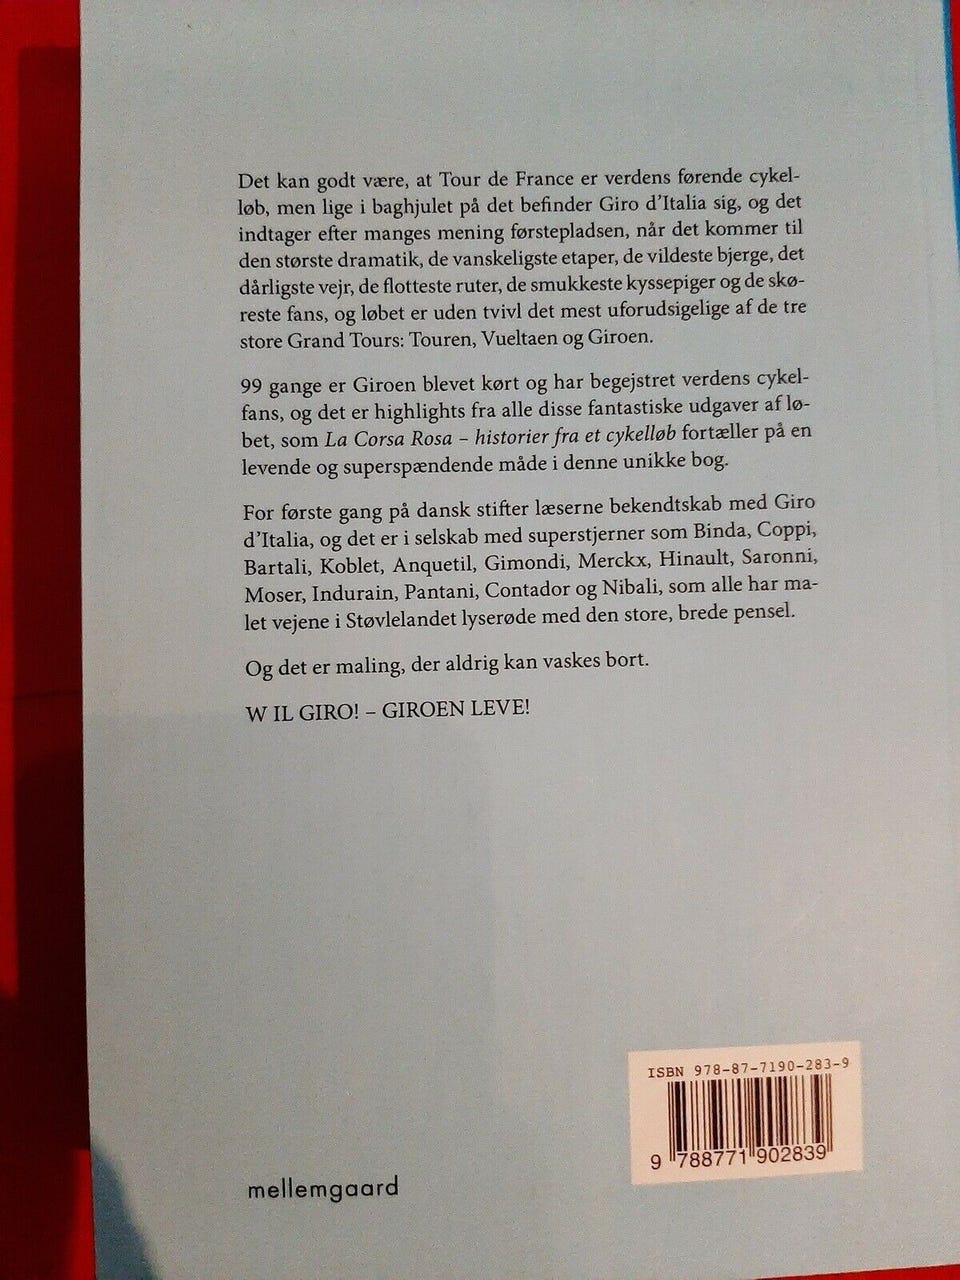 Det kan godt være, at Tour de France er verdens førende cykel-
løb, men lige i baghjulet på det befinder Giro d'Italia sig, og det
indtager efter manges mening førstepladsen, når det kommer til
den største dramatik, de vanskeligste etaper, de vildeste bjerge, det
dårligste vejr, de flotteste ruter, de smukkeste kyssepiger og de skø-
reste fans, og løbet er uden tvivl det mest uforudsigelige af de tre
store Grand Tours: Touren, Vueltaen og Giroen.
99 gange er Giroen blevet kørt og har begejstret verdens cykel-
fans, og det er highlights fra alle disse fantastiske udgaver af lø-
bet, som La Corsa Rosa – historier fra et cykelløb fortæller på en
levende og superspændende måde i denne unikke bog.
For første gang på dansk stifter læserne bekendtskab med Giro
d'Italia, og det er i selskab med superstjerner som Binda, Coppi,
Bartali, Koblet, Anquetil, Gimondi, Merckx, Hinault, Saronni,
Moser, Indurain, Pantani, Contador og Nibali, som alle har ma-
let vejene i Støvlelandet lyserøde med den store, brede pensel.
Og det er maling, der aldrig kan vaskes bort.
W IL GIRO! – GIROEN LEVE!
ISBN 978-87-7190-283-9
9 788771 902839
mellemgaard